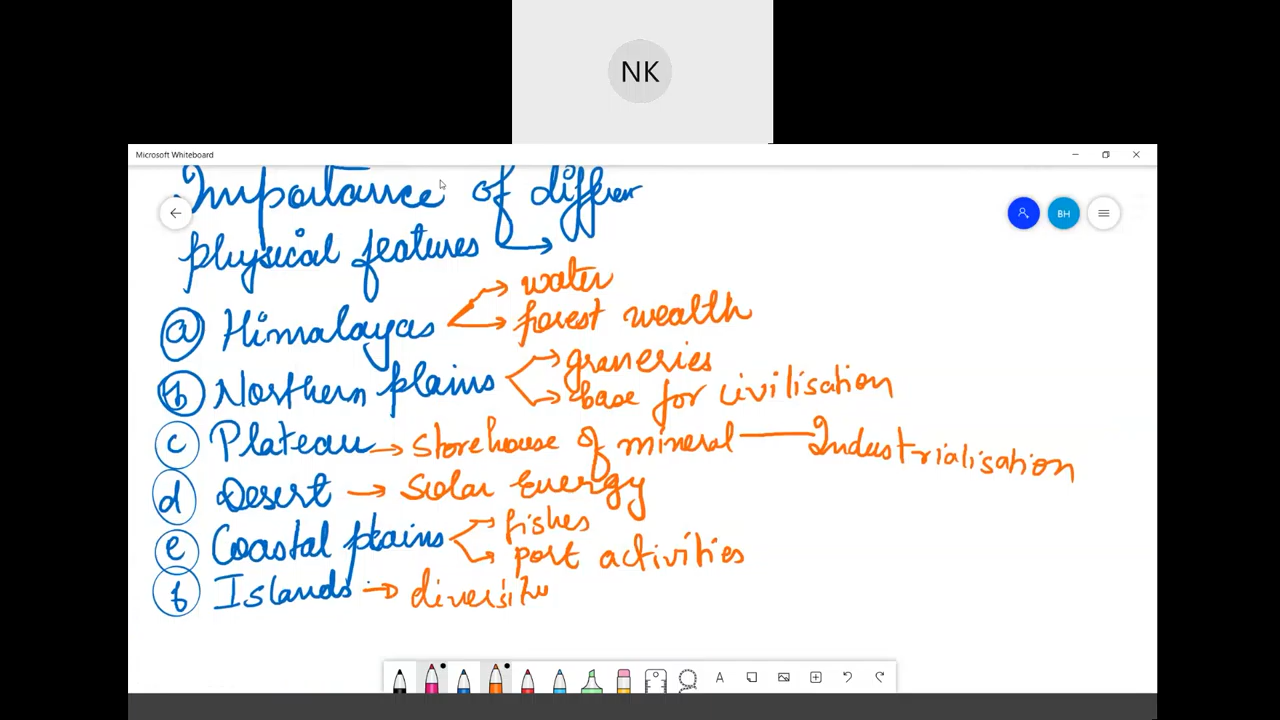 NK
Microsoft Whiteboard
Importance of differen
physical features →
BH
a Himalayas → water
→ forest wealth
b Northern plains → graneries
→ base for civilisation
c Plateau → storehouse of mineral — Industrialisation
d Desert → Solar Energy
e Coastal plains → fishes
→ port activities
f Islands → diversity
A